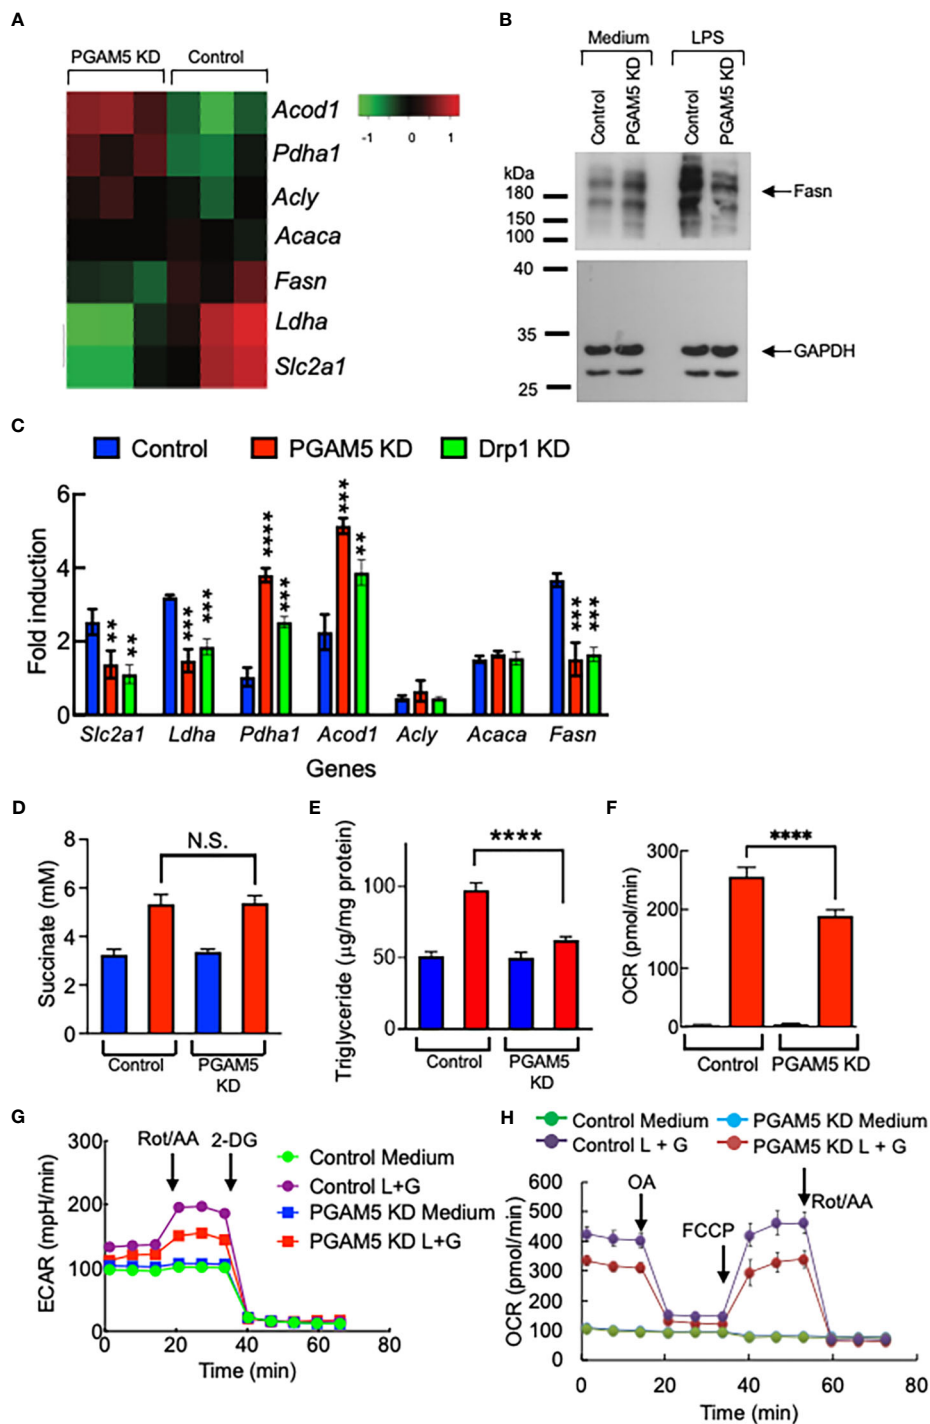 A
PGAM5 KD Control
Acod1
Pdha1
Acly
Acaca
Fasn
Ldha
Slc2a1
-1 0 1
B
Medium LPS
Control PGAM5 KD Control PGAM5 KD
kDa
180
150
100
Fasn
40
35
25
GAPDH
C
Control PGAM5 KD Drp1 KD
Fold induction
6
4
2
0
** ** *** *** **** *** *** ** *** ***
Slc2a1 Ldha Pdha1 Acod1 Acly Acaca Fasn
Genes
D
Succinate (mM)
8
6
4
2
0
N.S.
Control PGAM5
KD
E
Triglyceride (µg/mg protein)
100
50
0
****
Control PGAM5
KD
F
OCR (pmol/min)
300
200
100
0
****
Control PGAM5 KD
G
ECAR (mpH/min)
300
200
100
0
Rot/AA 2-DG
Control Medium
Control L+G
PGAM5 KD Medium
PGAM5 KD L+G
0 20 40 60 80
Time (min)
H
Control Medium PGAM5 KD Medium
Control L + G PGAM5 KD L + G
OCR (pmol/min)
600
500
400
300
200
100
0
OA
FCCP
Rot/AA
0 20 40 60 80
Time (min)